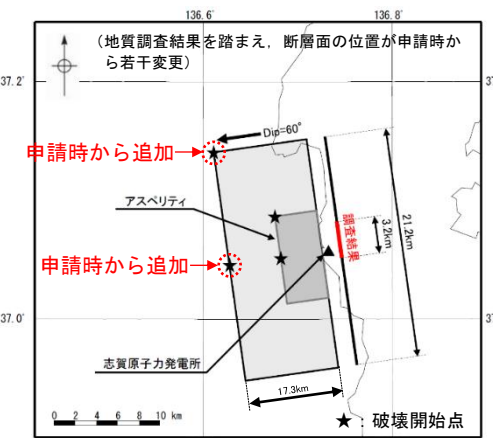 136.6
136.8
(地質調査結果を踏まえ，断層面の位置が申請時か
ら若干変更)
37.2
Dip=60°
申請時から追加
アスペリティ
調査結果
3.2km
21.2km
申請時から追加
37.0
志賀原子力発電所
17.3km
0 2 4 6 8 10 km
★：破壊開始点